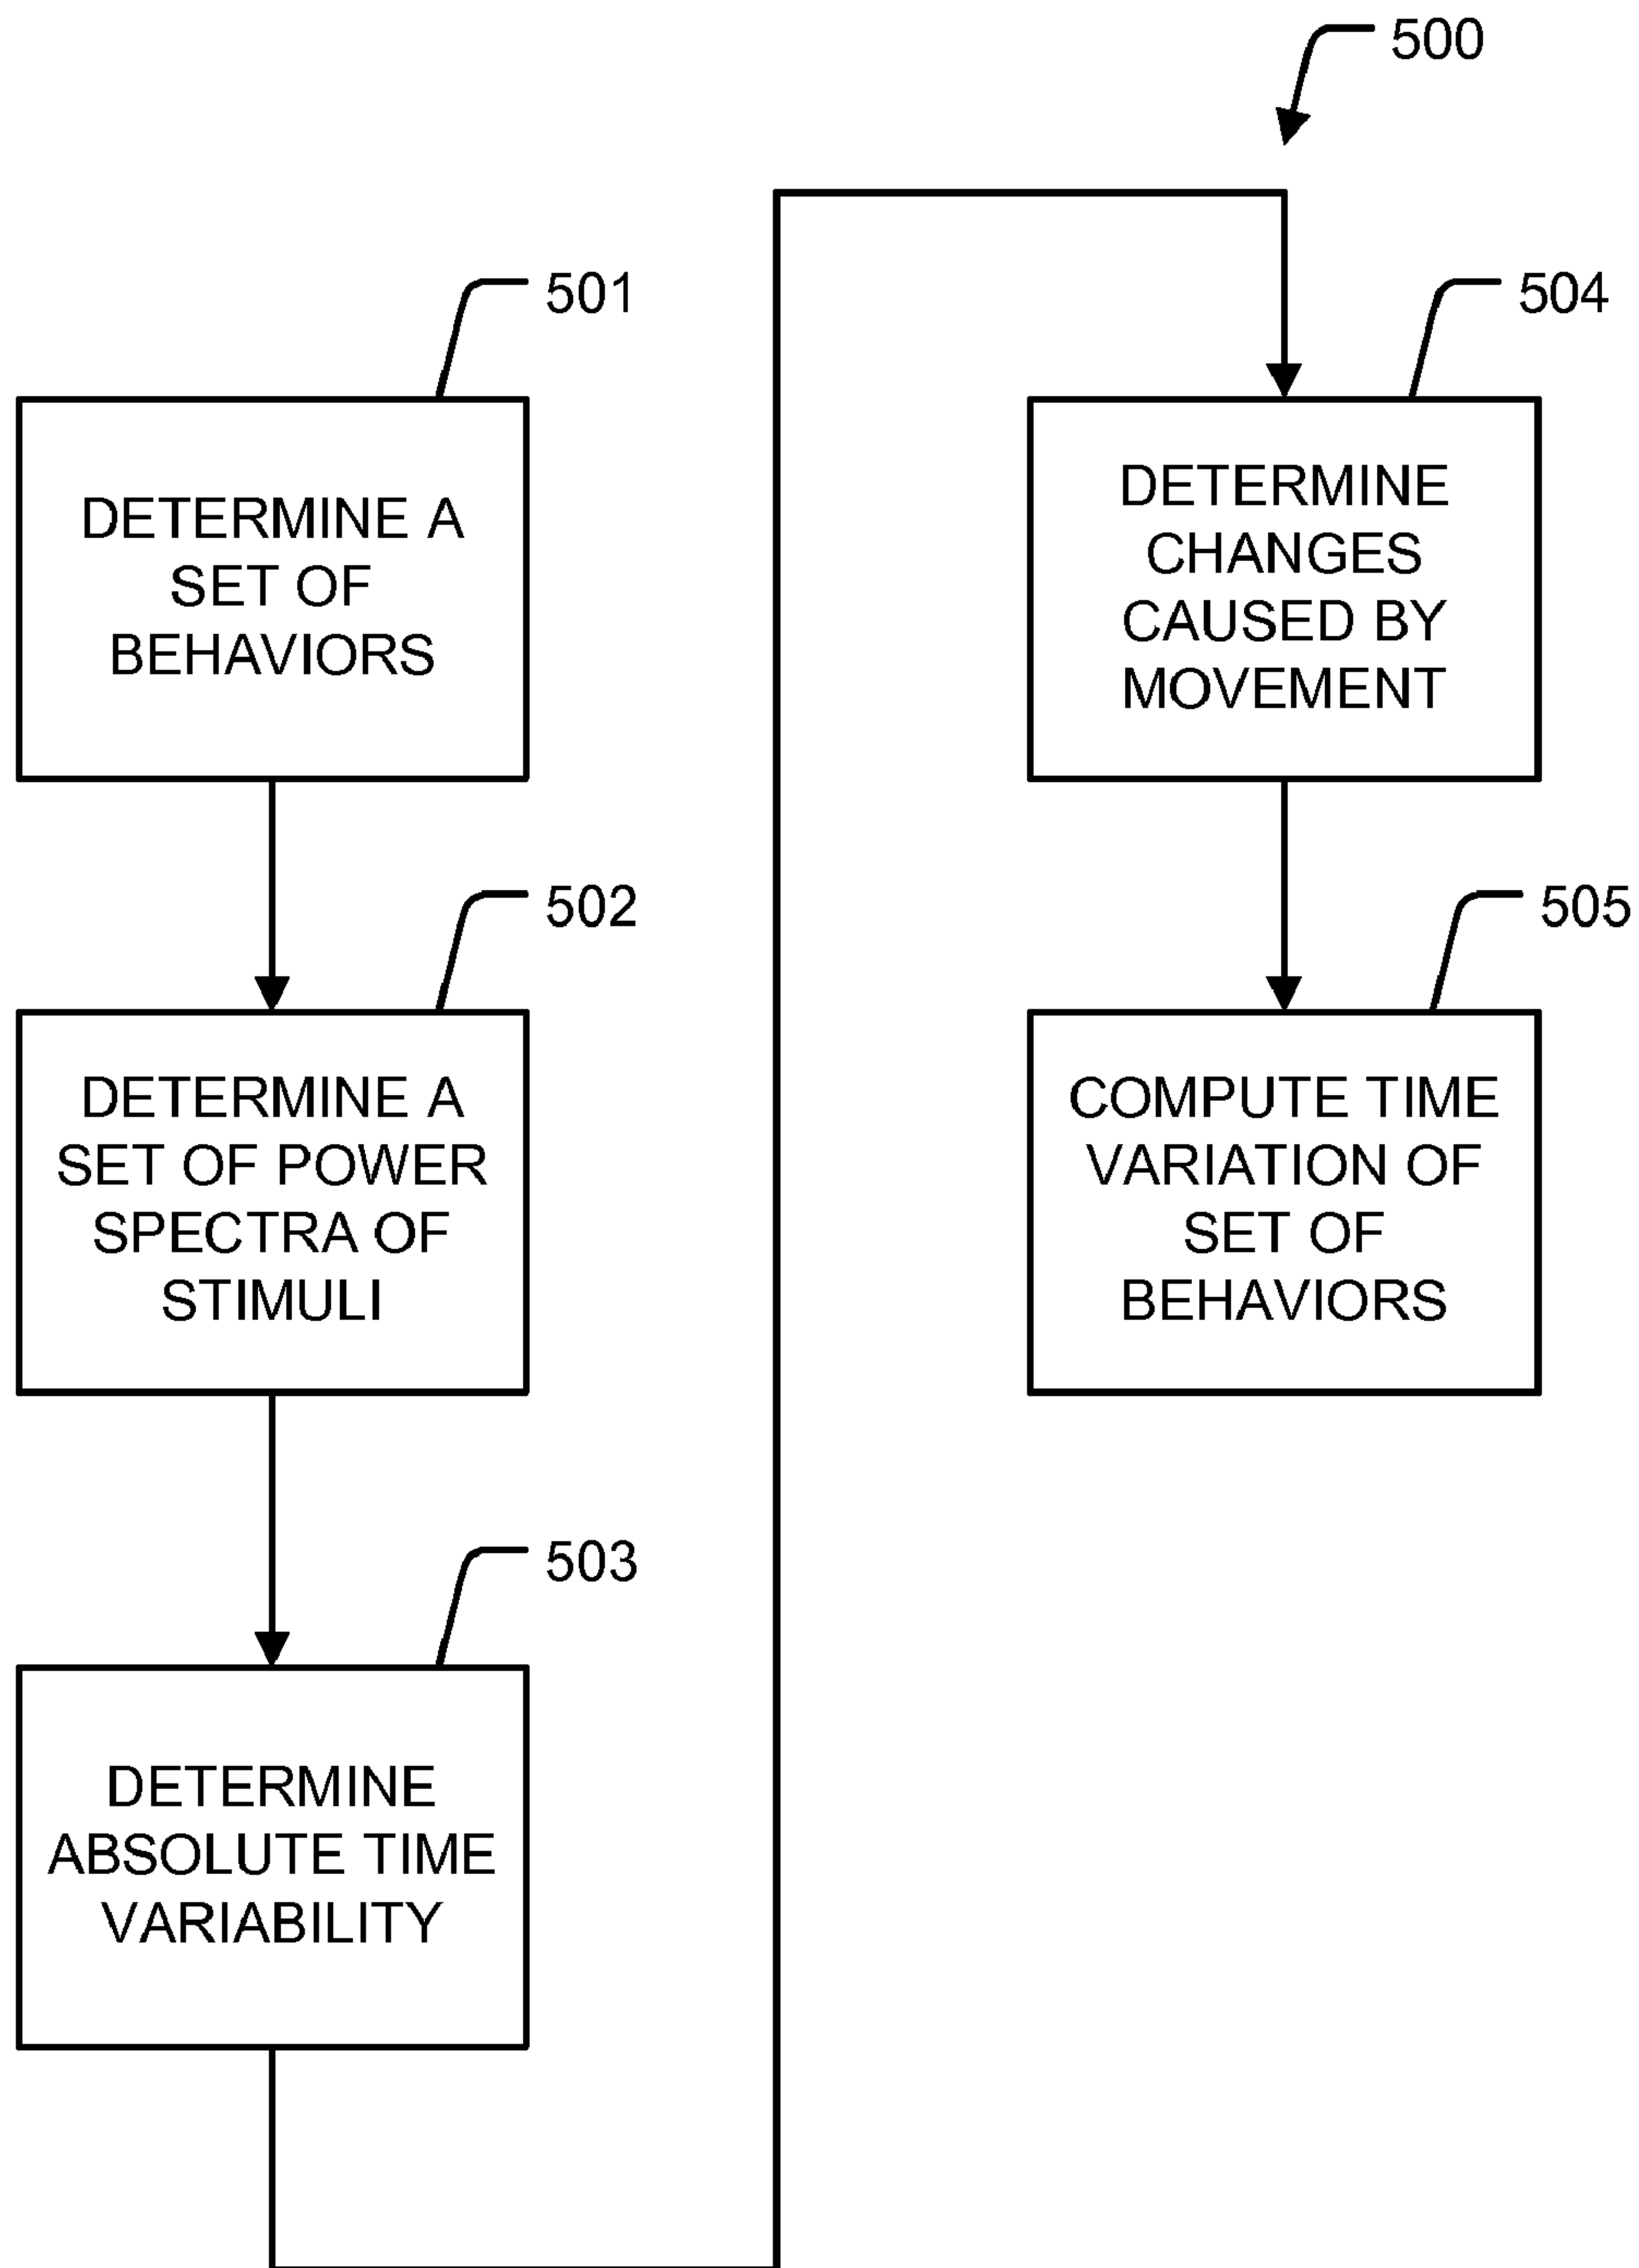 500
501
DETERMINE A
SET OF
BEHAVIORS
502
DETERMINE A
SET OF POWER
SPECTRA OF
STIMULI
503
DETERMINE
ABSOLUTE TIME
VARIABILITY
504
DETERMINE
CHANGES
CAUSED BY
MOVEMENT
505
COMPUTE TIME
VARIATION OF
SET OF
BEHAVIORS